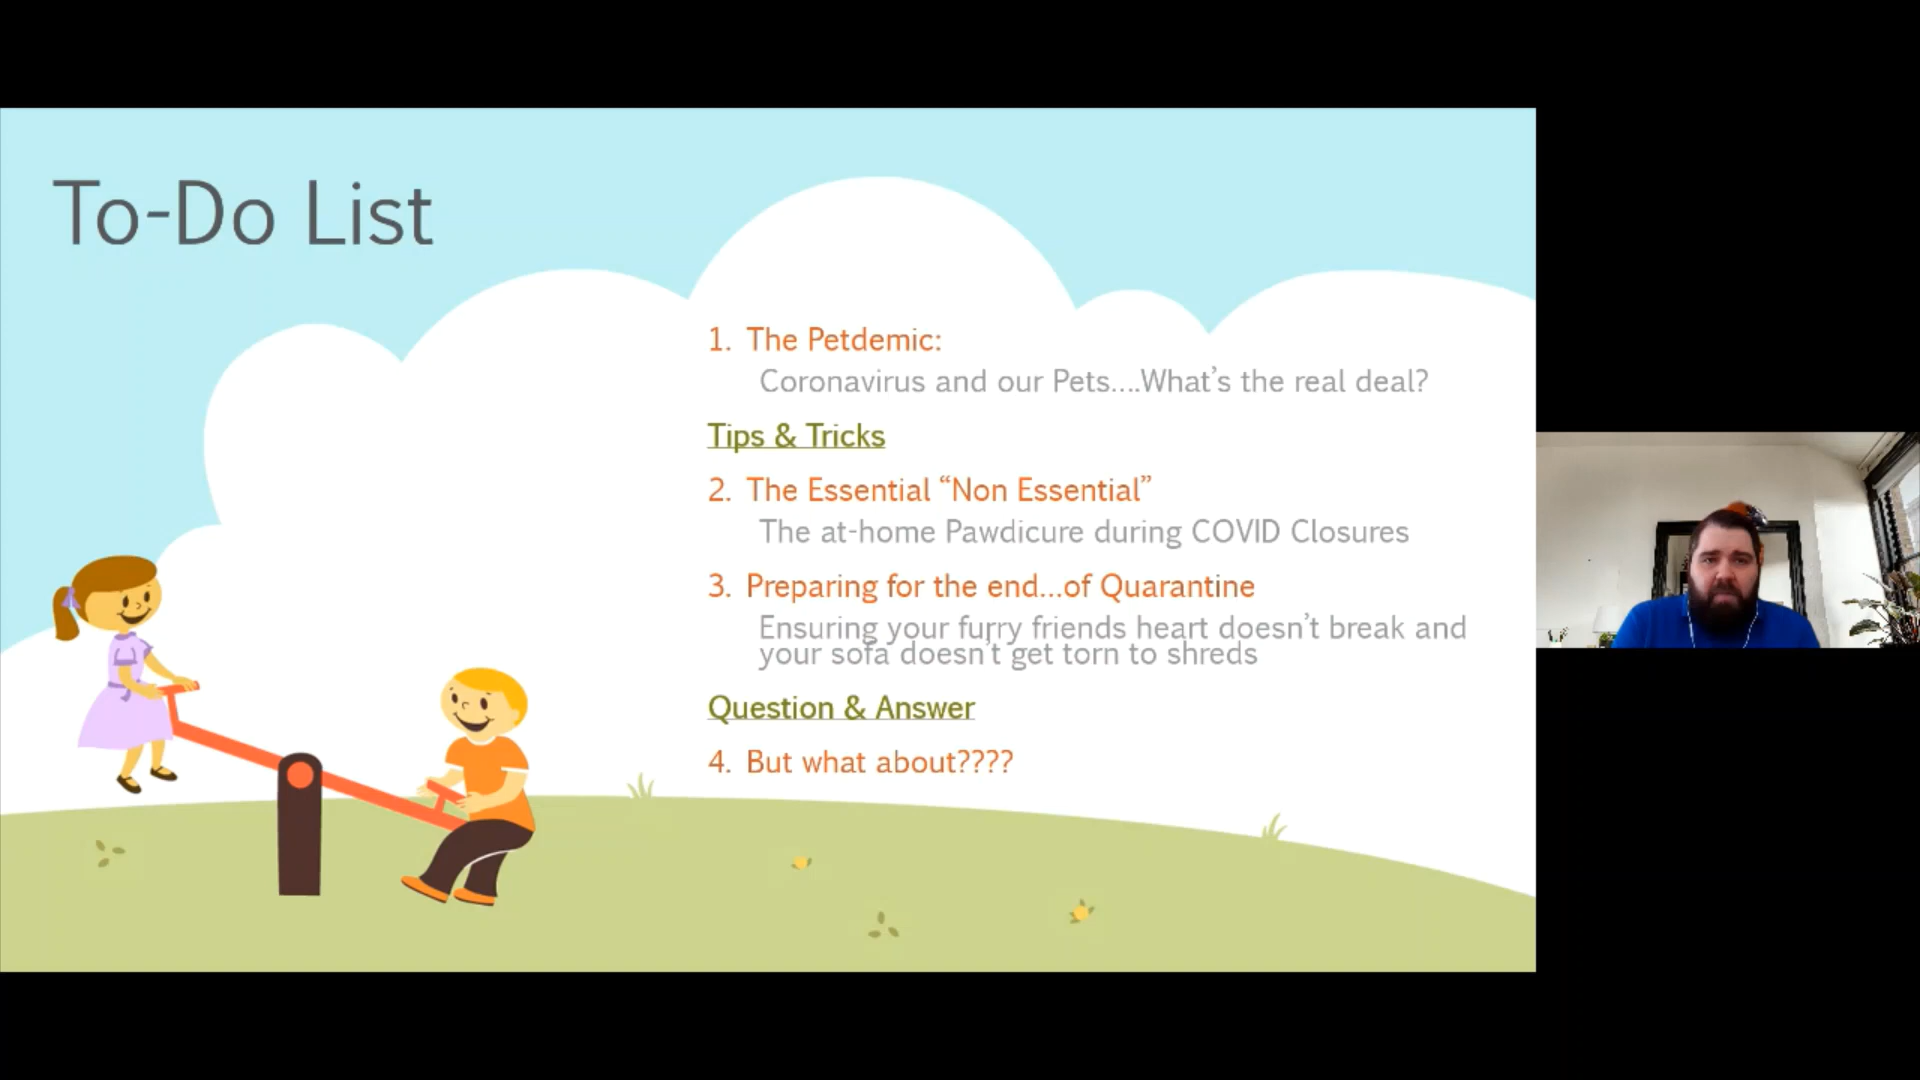 To-Do List
1. The Petdemic:
Coronavirus and our Pets....What's the real deal?
Tips & Tricks
2. The Essential “Non Essential”
The at-home Pawdicure during COVID Closures
3. Preparing for the end...of Quarantine
Ensuring your furry friends heart doesn't break and
your sofa doesn't get torn to shreds
Question & Answer
4. But what about????